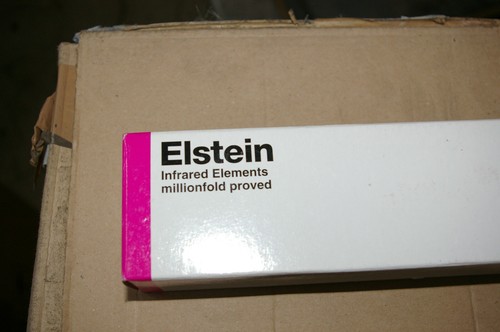 Elstein
Infrared Elements
millionfold proved